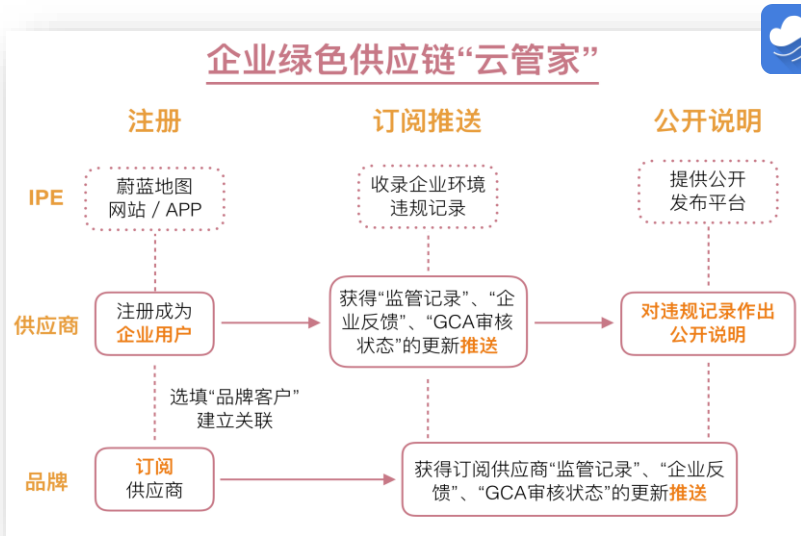 企业绿色供应链“云管家”
注册
订阅推送
公开说明
IPE
蔚蓝地图
网站 / APP
收录企业环境
违规记录
提供公开
发布平台
供应商
注册成为
企业用户
获得“监管记录”、“企
业反馈”、“GCA审核
状态”的更新推送
对违规记录作出
公开说明
选填“品牌客户”
建立关联
品牌
订阅
供应商
获得订阅供应商“监管记录”、“企业反
馈”、“GCA审核状态”的更新推送